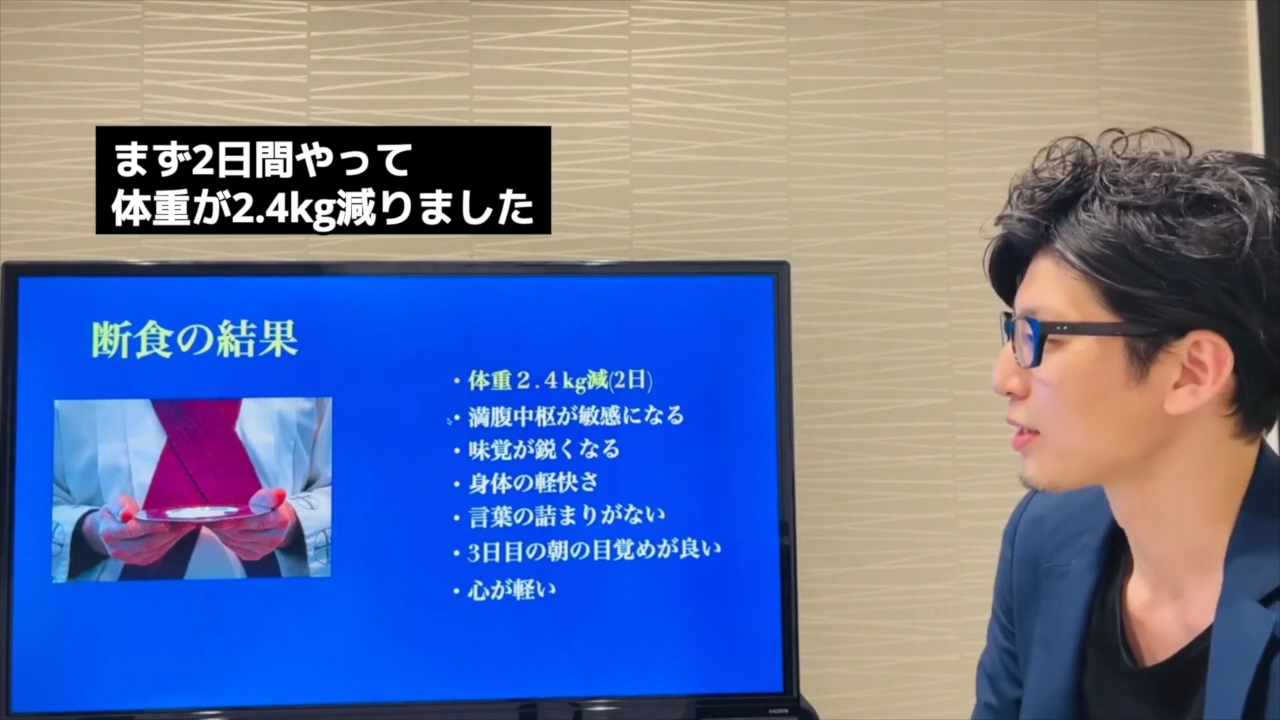 まず2日間やって
体重が2.4kg減りました
断食の結果
・体重２.４kg減(2日)
・満腹中枢が敏感になる
・味覚が鋭くなる
・身体の軽快さ
・言葉の詰まりがない
・3日目の朝の目覚めが良い
・心が軽い
HDMI